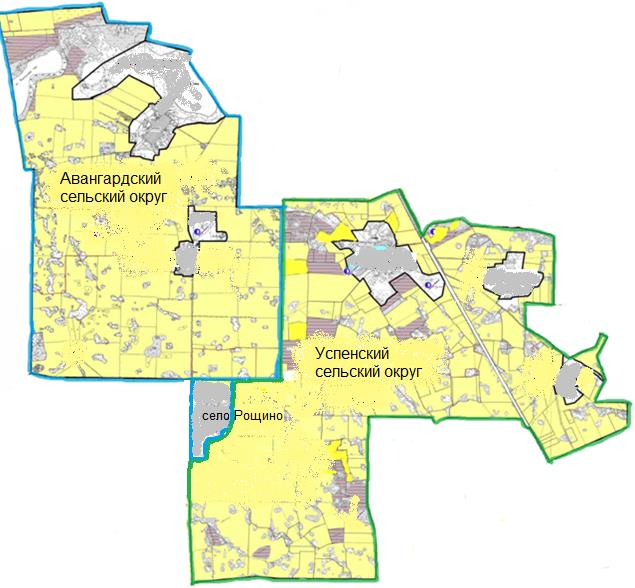 Авангардский
сельский округ
Успенский
сельский округ
село Рощино